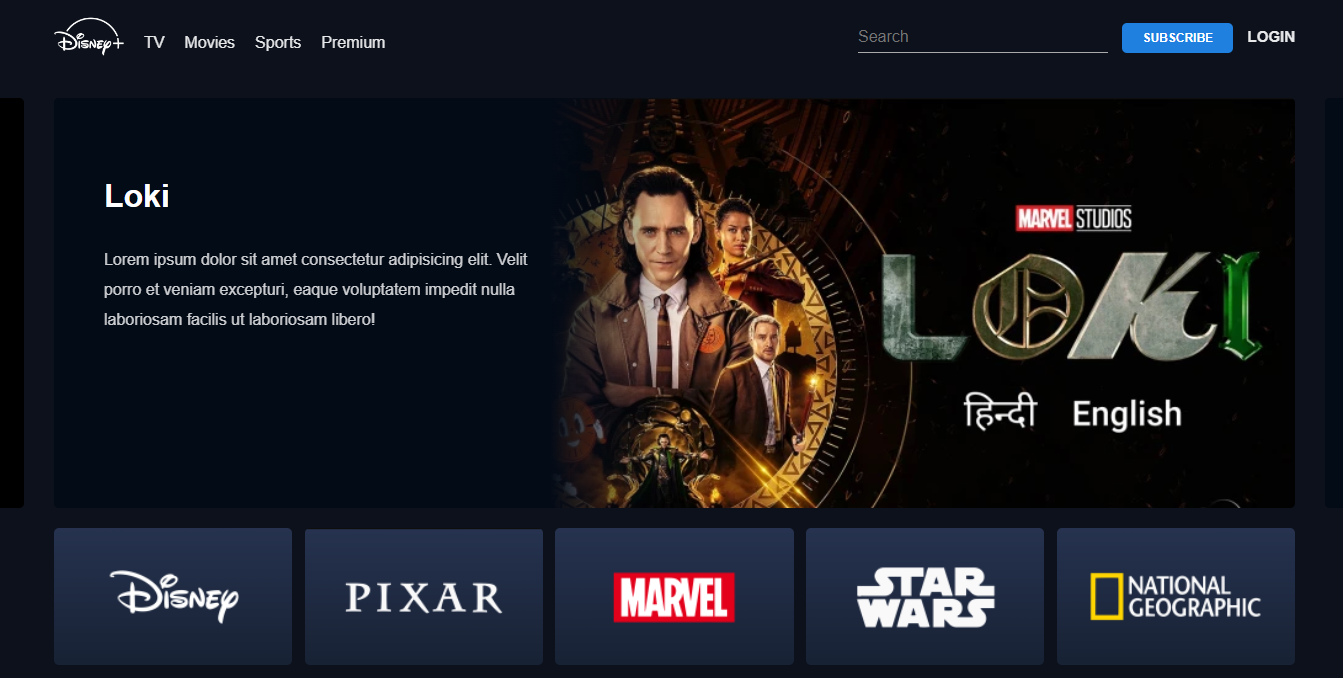 Disney+
TV
Movies
Sports
Premium
Search
SUBSCRIBE
LOGIN
Loki
Lorem ipsum dolor sit amet consectetur adipisicing elit. Velit
porro et veniam excepturi, eaque voluptatem impedit nulla
laboriosam facilis ut laboriosam libero!
MARVEL STUDIOS
LOKI
हिन्दी English
Disney
PIXAR
MARVEL
STAR
WARS
NATIONAL
GEOGRAPHIC